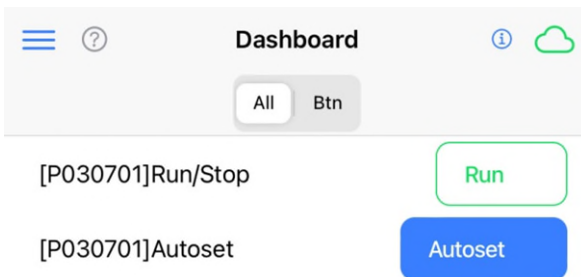 Dashboard
All Btn
[P030701]Run/Stop Run
[P030701]Autoset Autoset